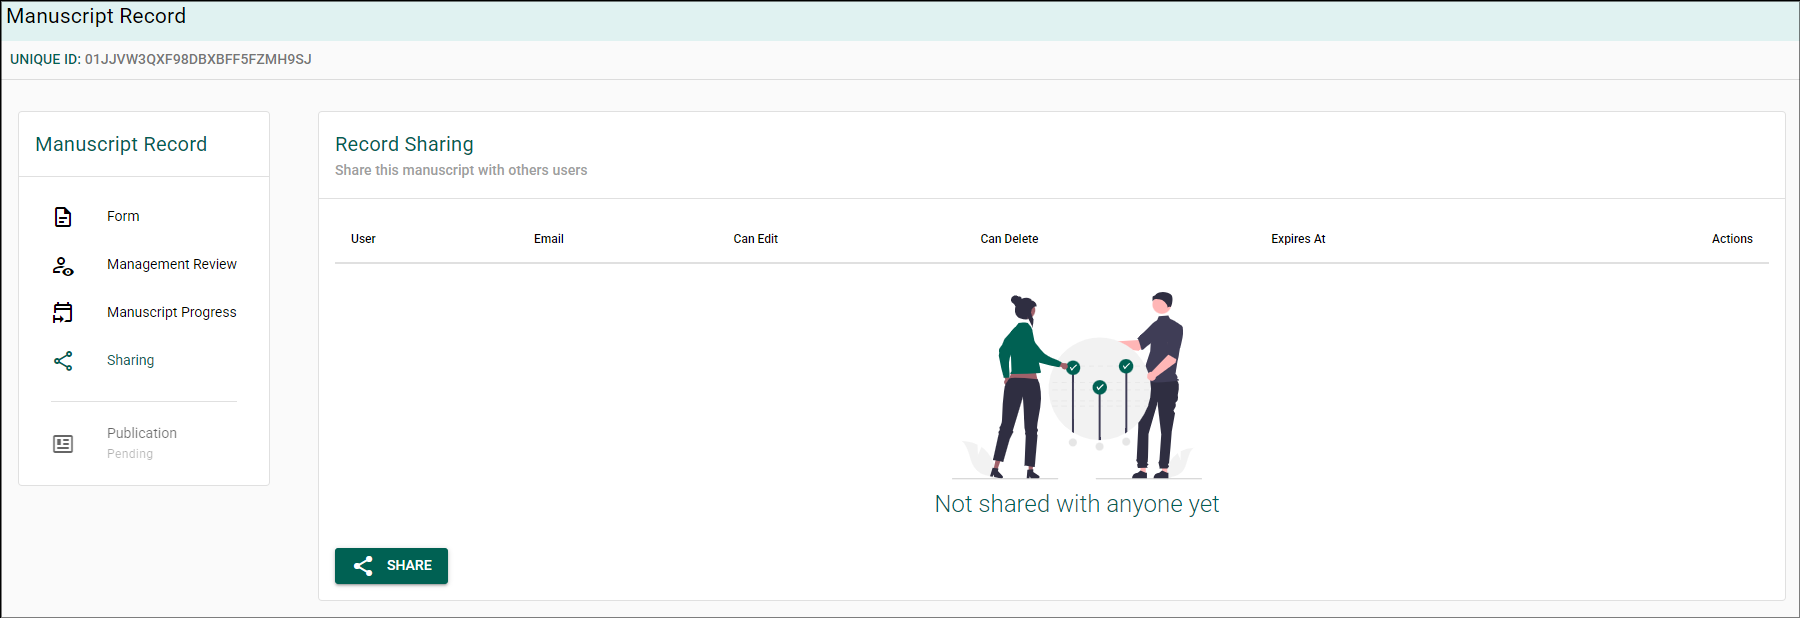 Manuscript Record
UNIQUE ID: 01JJVW3QXF98DBXBFF5FZMH9SJ
Manuscript Record
Form
Management Review
Manuscript Progress
Sharing
Publication
Pending
Record Sharing
Share this manuscript with others users
User Email Can Edit Can Delete Expires At Actions
Not shared with anyone yet
SHARE